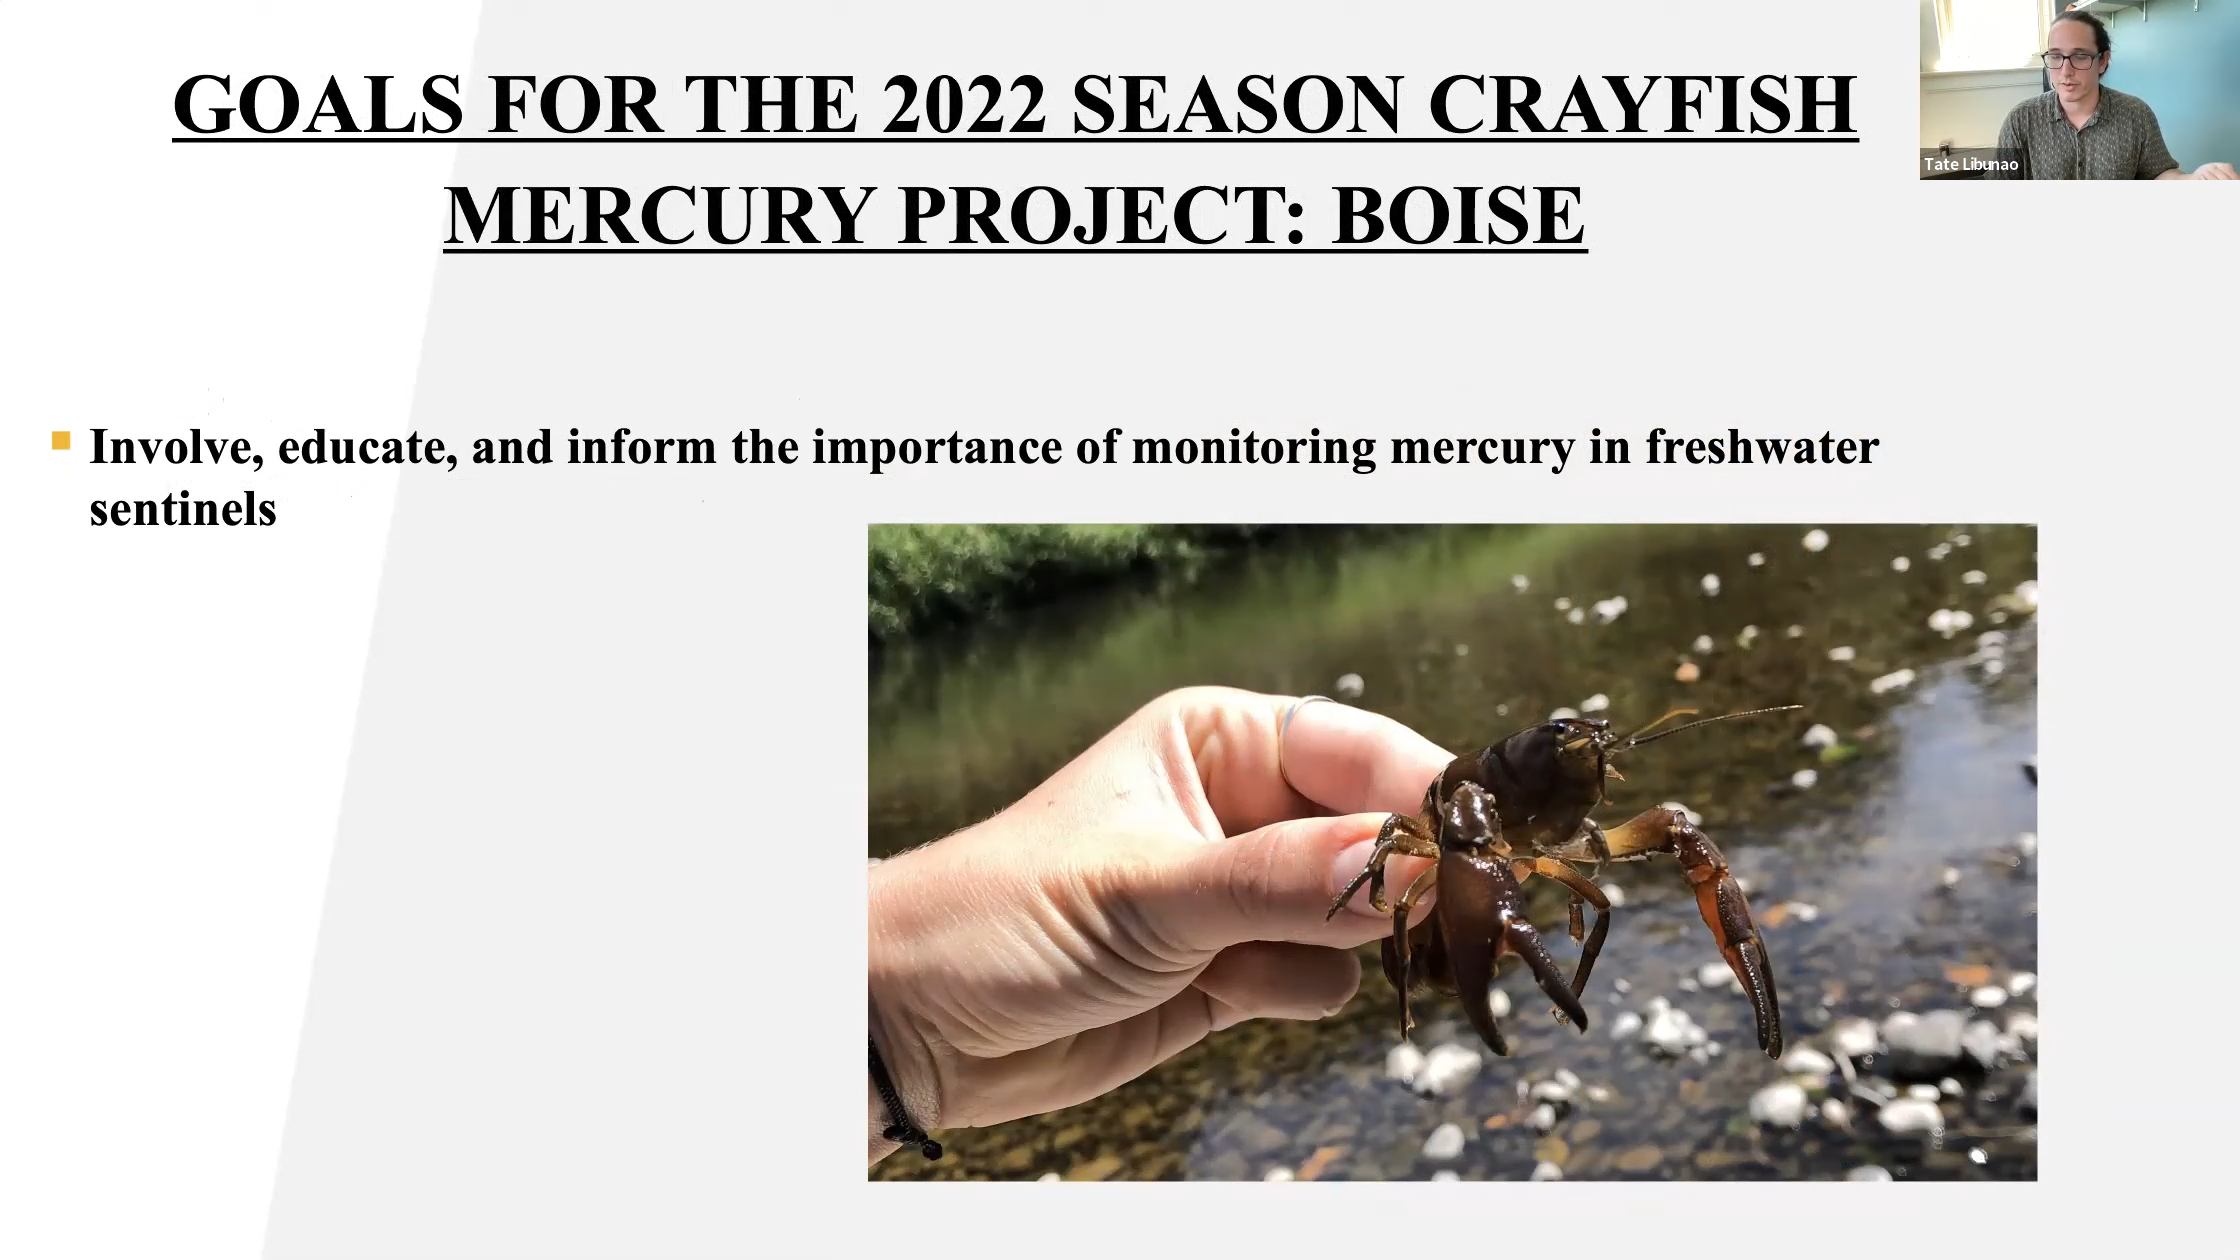 GOALS FOR THE 2022 SEASON CRAYFISH
MERCURY PROJECT: BOISE
Tate Libunao
Involve, educate, and inform the importance of monitoring mercury in freshwater
sentinels